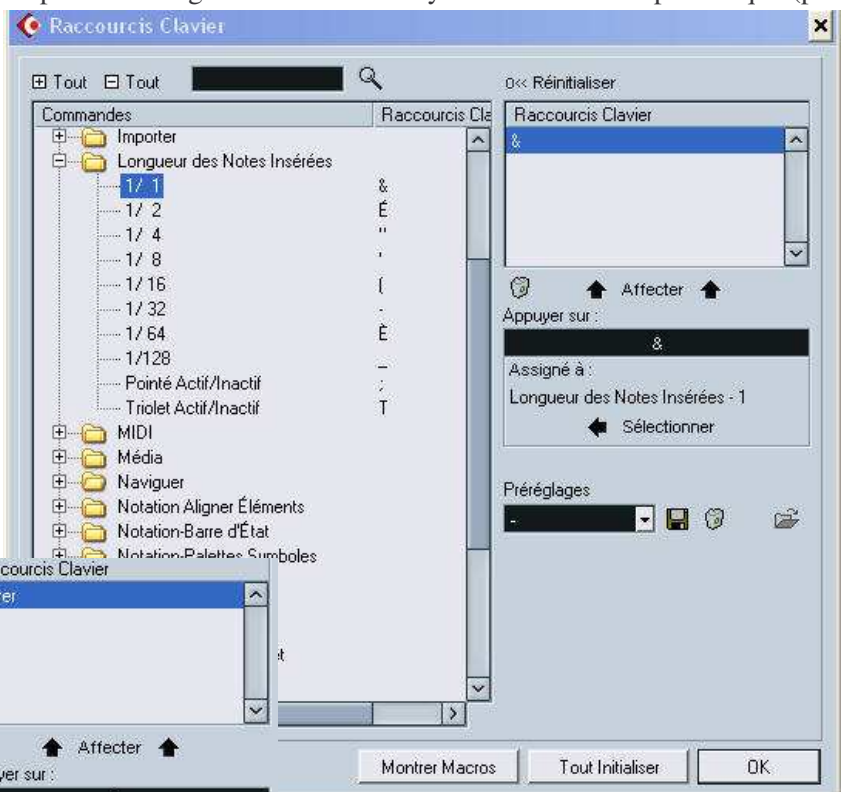 Raccourcis Clavier
Tout Tout
0<< Réinitialiser
Commandes Raccourcis Cla
Importer
Longueur des Notes Insérées
1/ 1 &
1/ 2 É
1/ 4 "
1/ 8 '
1/ 16 (
1/ 32 -
1/ 64 È
1/128 _
Pointé Actif/Inactif ;
Triolet Actif/Inactif T
MIDI
Média
Naviguer
Notation Aligner Éléments
Notation-Barre d'État
Notation-Palettes Symboles
Raccourcis Clavier
&
Affecter
Appuyer sur :
&
Assigné à :
Longueur des Notes Insérées - 1
Sélectionner
Préréglages
-
courcis Clavier
er
et
Affecter
yer sur :
Montrer Macros
Tout Initialiser
OK